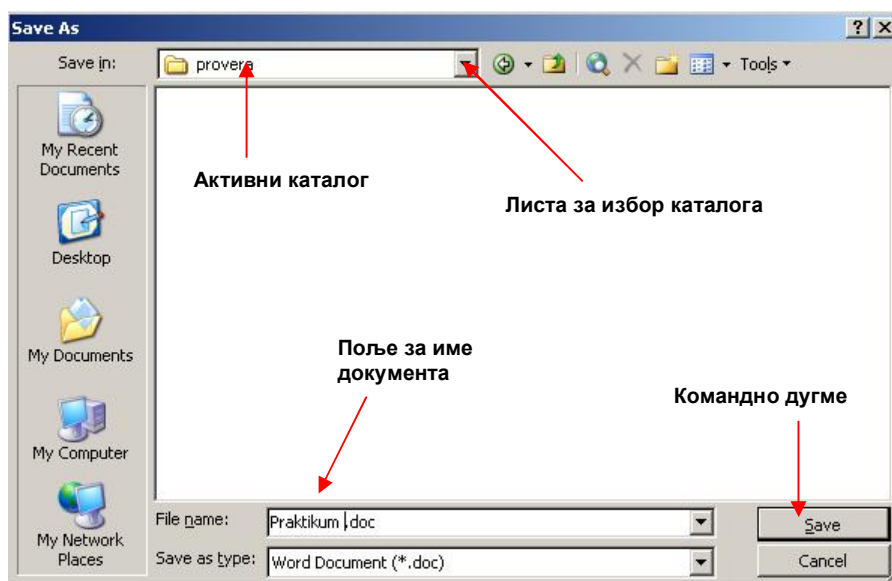 Save As
Save in:
provera
Tools
My Recent
Documents
Активни каталог
Листа за избор каталога
Desktop
My Documents
Поље за име
документа
Командно дугме
My Computer
My Network
Places
File name:
Praktikum .doc
Save
Save as type:
Word Document (*.doc)
Cancel